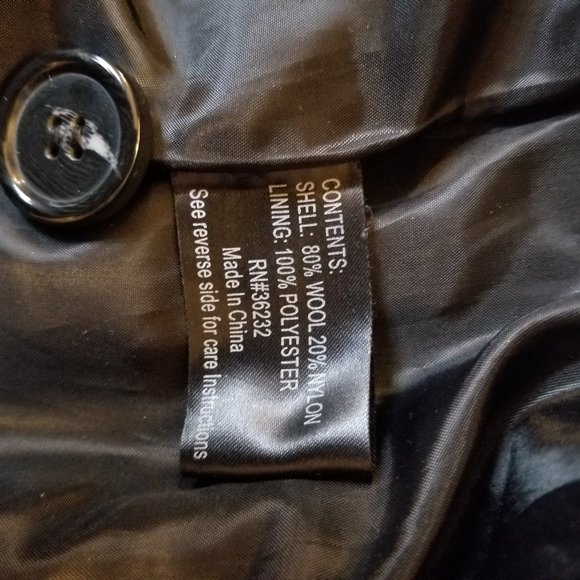 CONTENTS:
SHELL: 80% WOOL 20% NYLON
LINING: 100% POLYESTER
RN#36232
Made In China
See reverse side for care Instructions